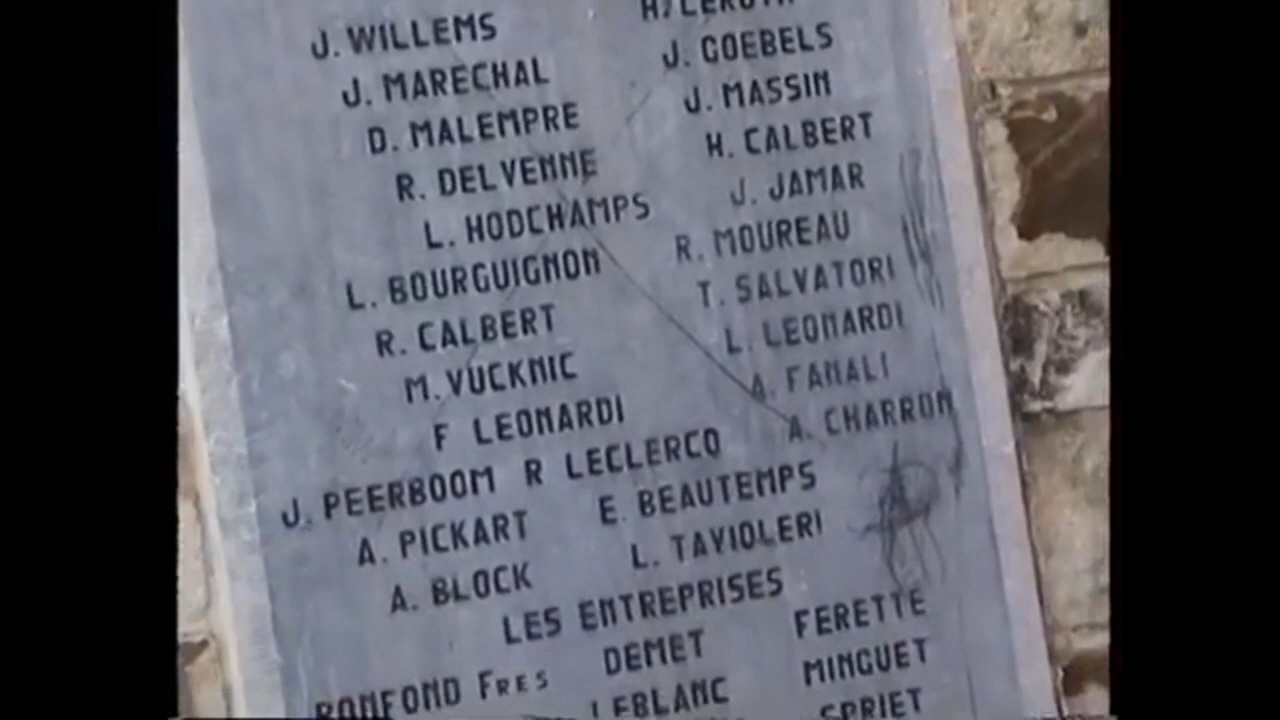 J. WILLEMS
J. MARECHAL J. GOEBELS
D. MALEMPRE J. MASSIN
R. DELVENNE H. CALBERT
L. HODCHAMPS J. JAMAR
L. BOURGUIGNON R. MOUREAU
R. CALBERT T. SALVATORI
M. VUCKNIC L. LEONARDI
F LEONARDI A. FANALI
J. PEERBOOM R LECLERCQ A. CHARRON
A. PICKART E. BEAUTEMPS
A. BLOCK L. TAVIOLERI
LES ENTREPRISES
BONFOND FRES DEMET FERETTE
LEBLANC MINGUET
SPRIET